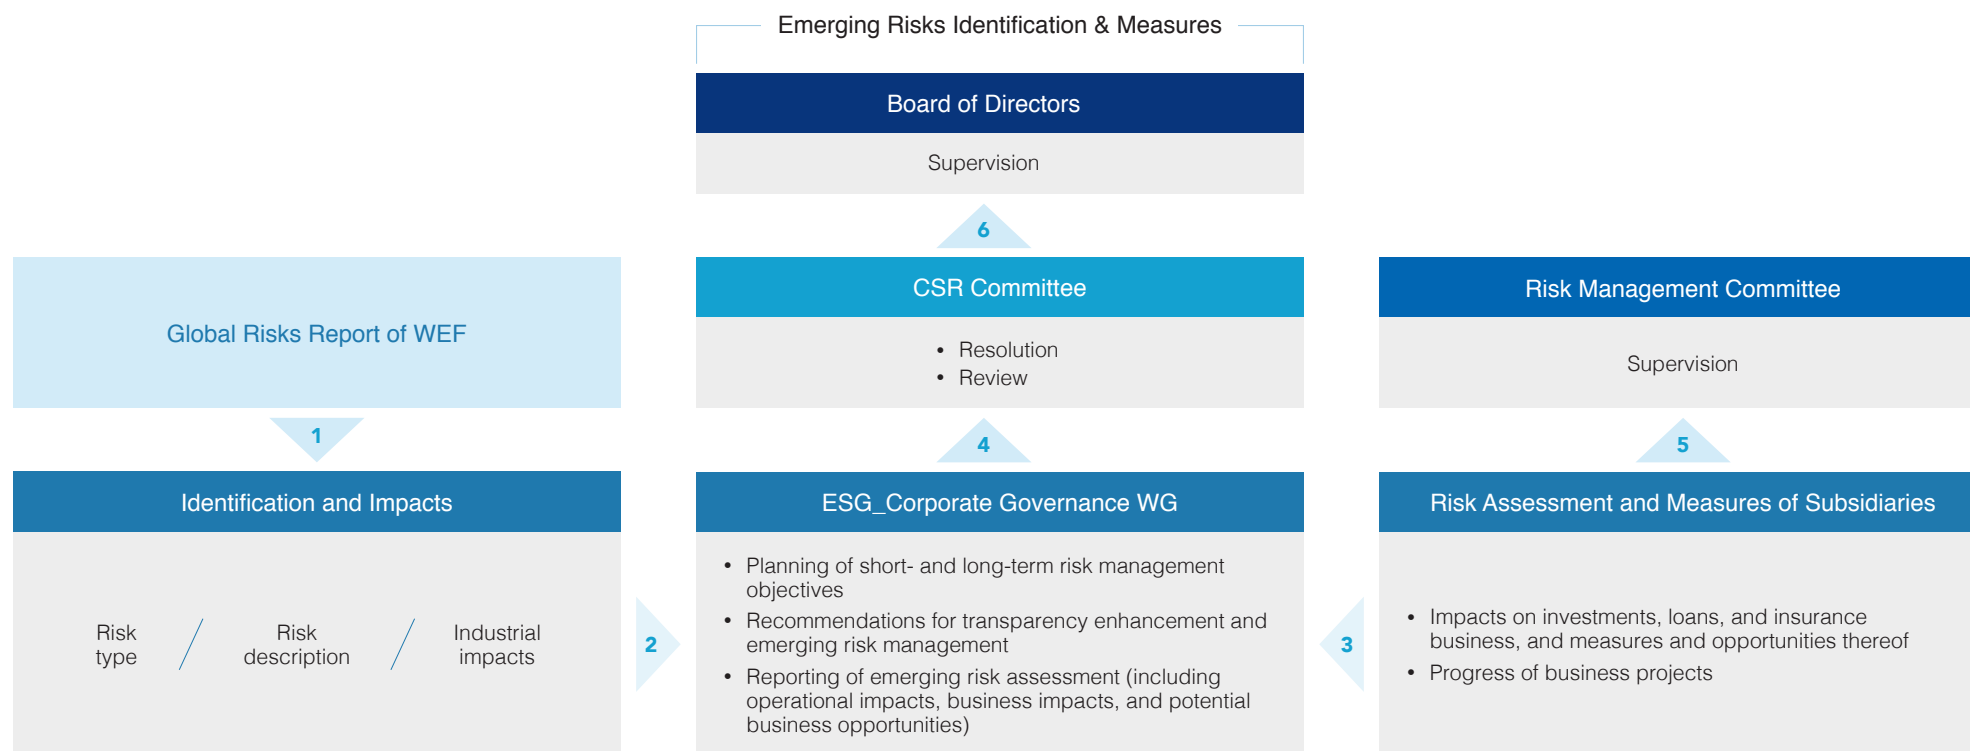 Emerging Risks Identification & Measures
Board of Directors
Supervision
6
Global Risks Report of WEF
1
Identification and Impacts
Risk
type
Risk
description
Industrial
impacts
2
CSR Committee
• Resolution
• Review
4
ESG_Corporate Governance WG
• Planning of short- and long-term risk management
objectives
• Recommendations for transparency enhancement and
emerging risk management
• Reporting of emerging risk assessment (including
operational impacts, business impacts, and potential
business opportunities)
3
Risk Management Committee
Supervision
5
Risk Assessment and Measures of Subsidiaries
• Impacts on investments, loans, and insurance
business, and measures and opportunities thereof
• Progress of business projects